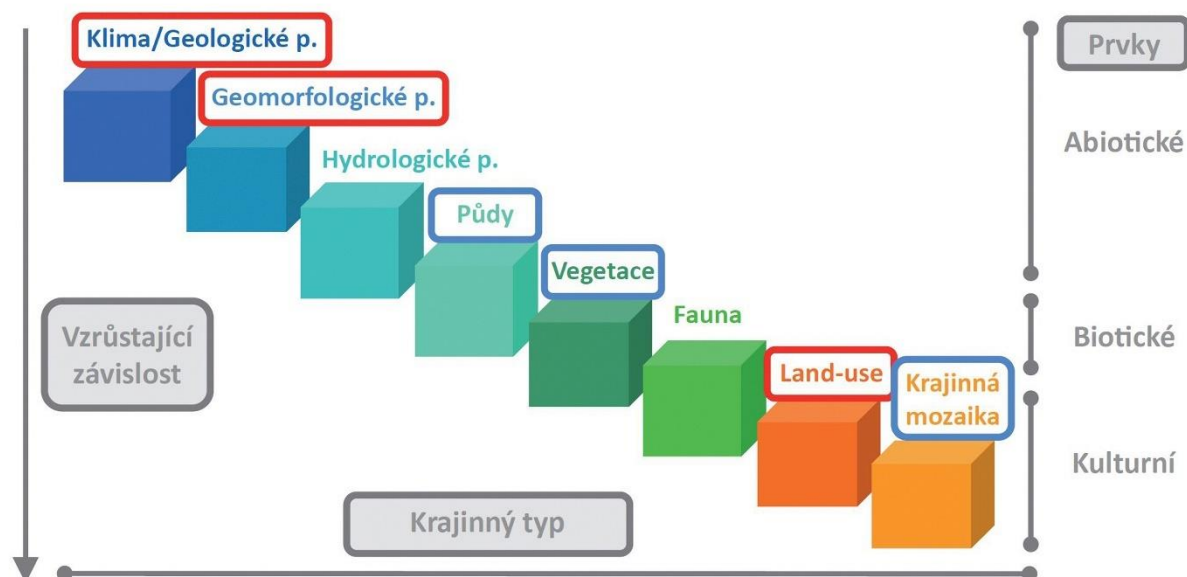 Klima/Geologické p.
Prvky
Geomorfologické p.
Abiotické
Hydrologické p.
Půdy
Vegetace
Fauna
Vzrůstající
závislost
Biotické
Land-use
Krajinná
mozaika
Kulturní
Krajinný typ